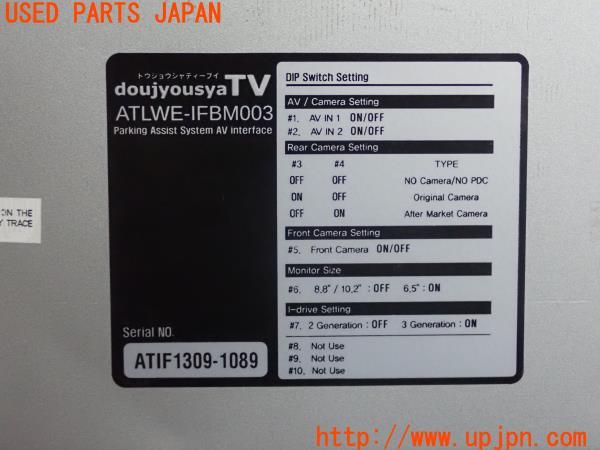 USED PARTS JAPAN
トウショウシャティーブイ
doujyousyaTV
ATLWE-IFBM003
Parking Assist System AV interface
Serial NO.
ATIF1309-1089
DIP Switch Setting
AV / Camera Setting
#1. AV IN 1 ON/OFF
#2. AV IN 2 ON/OFF
Rear Camera Setting
#3 #4 TYPE
OFF OFF NO Camera/NO PDC
ON OFF Original Camera
OFF ON After Market Camera
Front Camera Setting
#5. Front Camera ON/OFF
Monitor Size
#6. 8.8" / 10.2" : OFF 6.5" : ON
I-drive Setting
#7. 2 Generation : OFF 3 Generation : ON
#8. Not Use
#9. Not Use
#10. Not Use
ON THE
TRACE
http://www.upjpn.com/